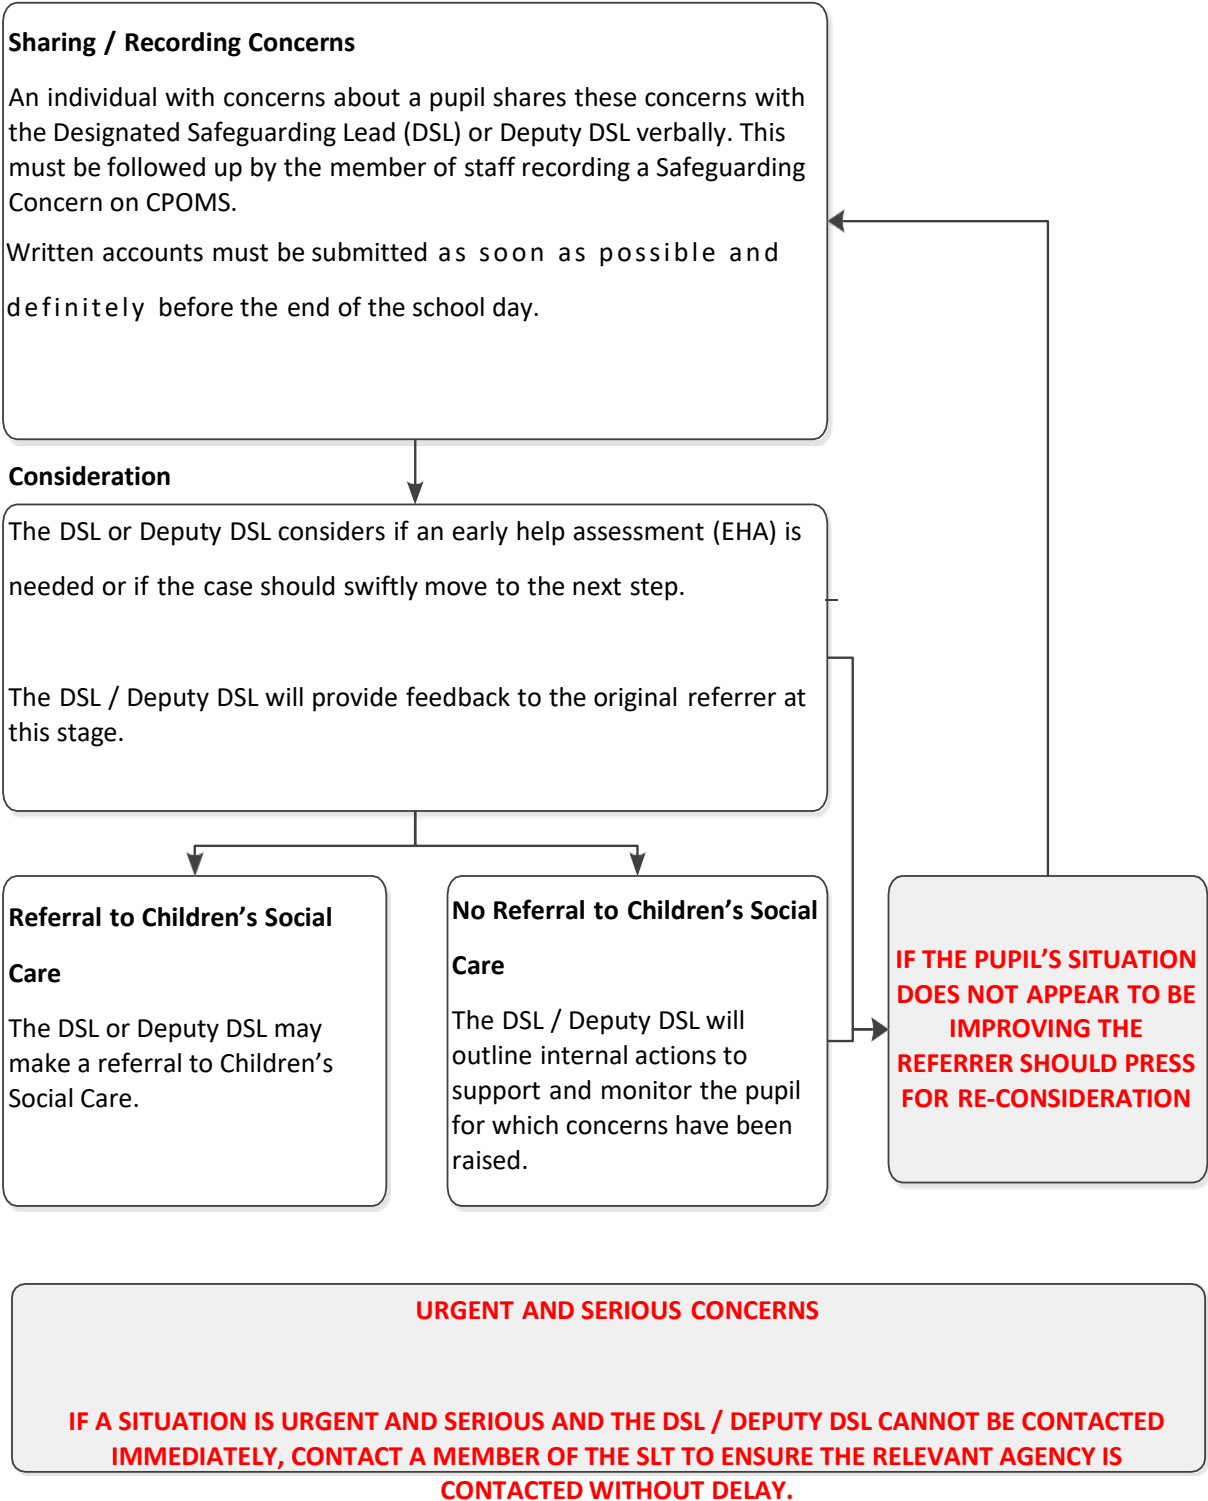 Sharing / Recording Concerns
An individual with concerns about a pupil shares these concerns with
the Designated Safeguarding Lead (DSL) or Deputy DSL verbally. This
must be followed up by the member of staff recording a Safeguarding
Concern on CPOMS.
Written accounts must be submitted as soon as possible and
definitely before the end of the school day.
Consideration
The DSL or Deputy DSL considers if an early help assessment (EHA) is
needed or if the case should swiftly move to the next step.
The DSL / Deputy DSL will provide feedback to the original referrer at
this stage.
Referral to Children’s Social
Care
The DSL or Deputy DSL may
make a referral to Children’s
Social Care.
No Referral to Children’s Social
Care
The DSL / Deputy DSL will
outline internal actions to
support and monitor the pupil
for which concerns have been
raised.
IF THE PUPIL’S SITUATION
DOES NOT APPEAR TO BE
IMPROVING THE
REFERRER SHOULD PRESS
FOR RE-CONSIDERATION
URGENT AND SERIOUS CONCERNS
IF A SITUATION IS URGENT AND SERIOUS AND THE DSL / DEPUTY DSL CANNOT BE CONTACTED
IMMEDIATELY, CONTACT A MEMBER OF THE SLT TO ENSURE THE RELEVANT AGENCY IS
CONTACTED WITHOUT DELAY.